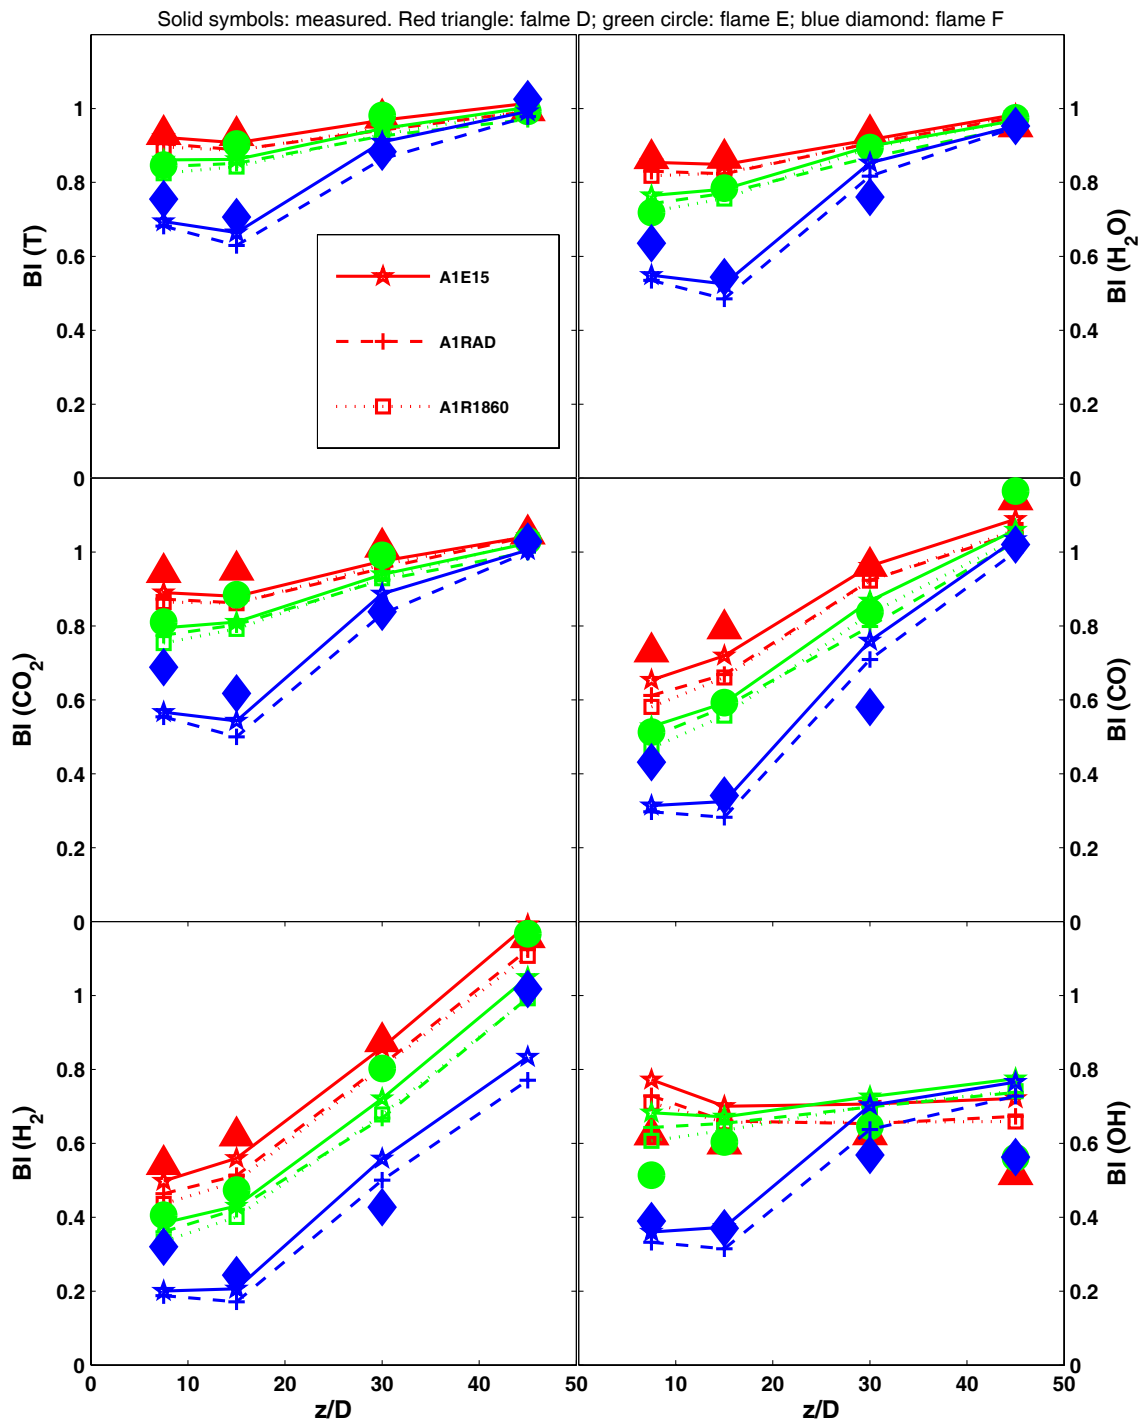 Solid symbols: measured. Red triangle: falme D; green circle: flame E; blue diamond: flame F
BI (T)
1
0.8
0.6
0.4
0.2
0
A1E15
A1RAD
A1R1860
BI (H2O)
1
0.8
0.6
0.4
0.2
0
BI (CO2)
1
0.8
0.6
0.4
0.2
0
BI (CO)
1
0.8
0.6
0.4
0.2
0
BI (H2)
1
0.8
0.6
0.4
0.2
0
BI (OH)
1
0.8
0.6
0.4
0.2
0
0 10 20 30 40 50
z/D
10 20 30 40 50
z/D